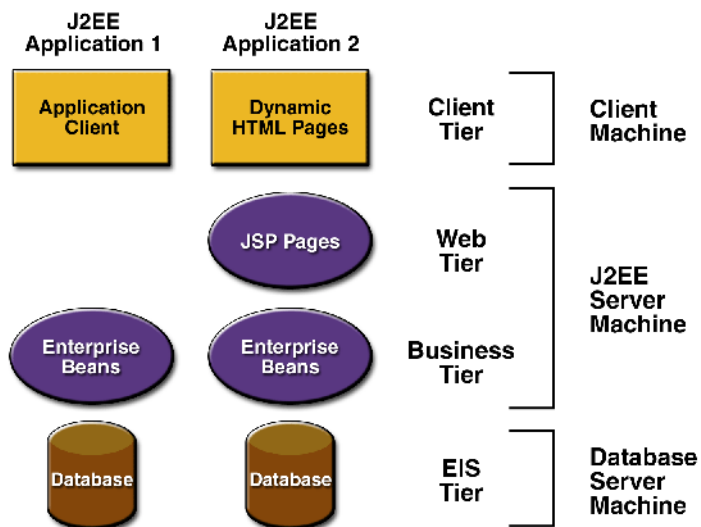 J2EE
Application 1
J2EE
Application 2
Application
Client
Dynamic
HTML Pages
Client
Tier
Client
Machine
JSP Pages
Web
Tier
J2EE
Server
Machine
Enterprise
Beans
Enterprise
Beans
Business
Tier
Database
Database
EIS
Tier
Database
Server
Machine